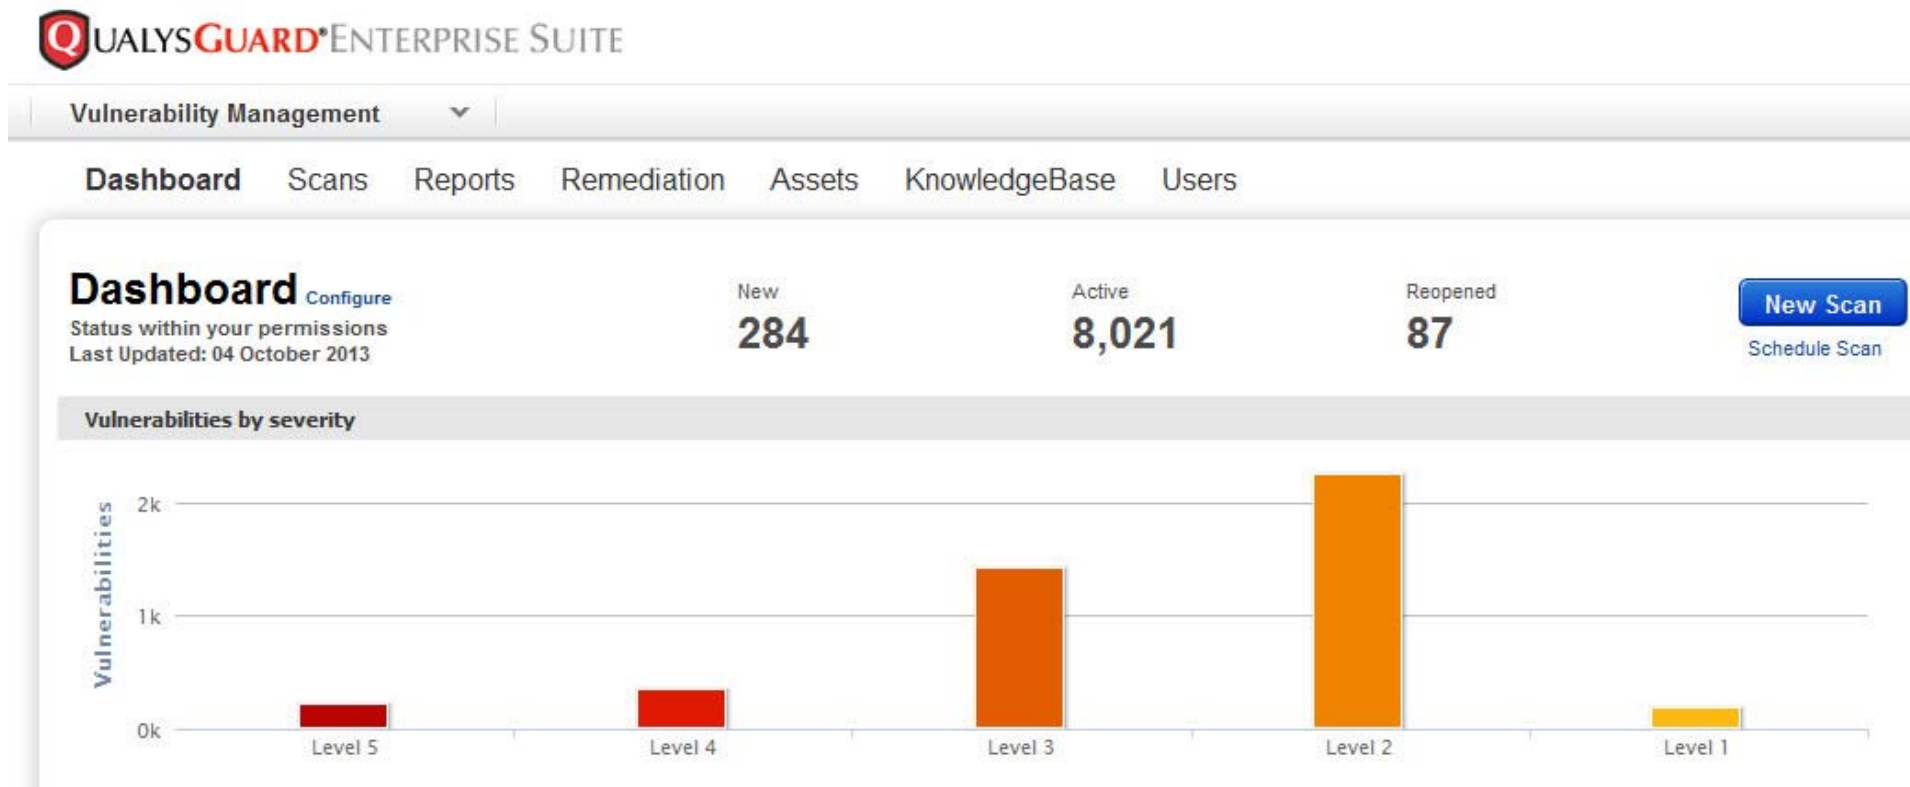 QUALYSGUARD® ENTERPRISE SUITE
Vulnerability Management
Dashboard Scans Reports Remediation Assets KnowledgeBase Users
Dashboard Configure
Status within your permissions
Last Updated: 04 October 2013
New
284
Active
8,021
Reopened
87
New Scan
Schedule Scan
Vulnerabilities by severity
Vulnerabilities
2k
1k
0k
Level 5 Level 4 Level 3 Level 2 Level 1